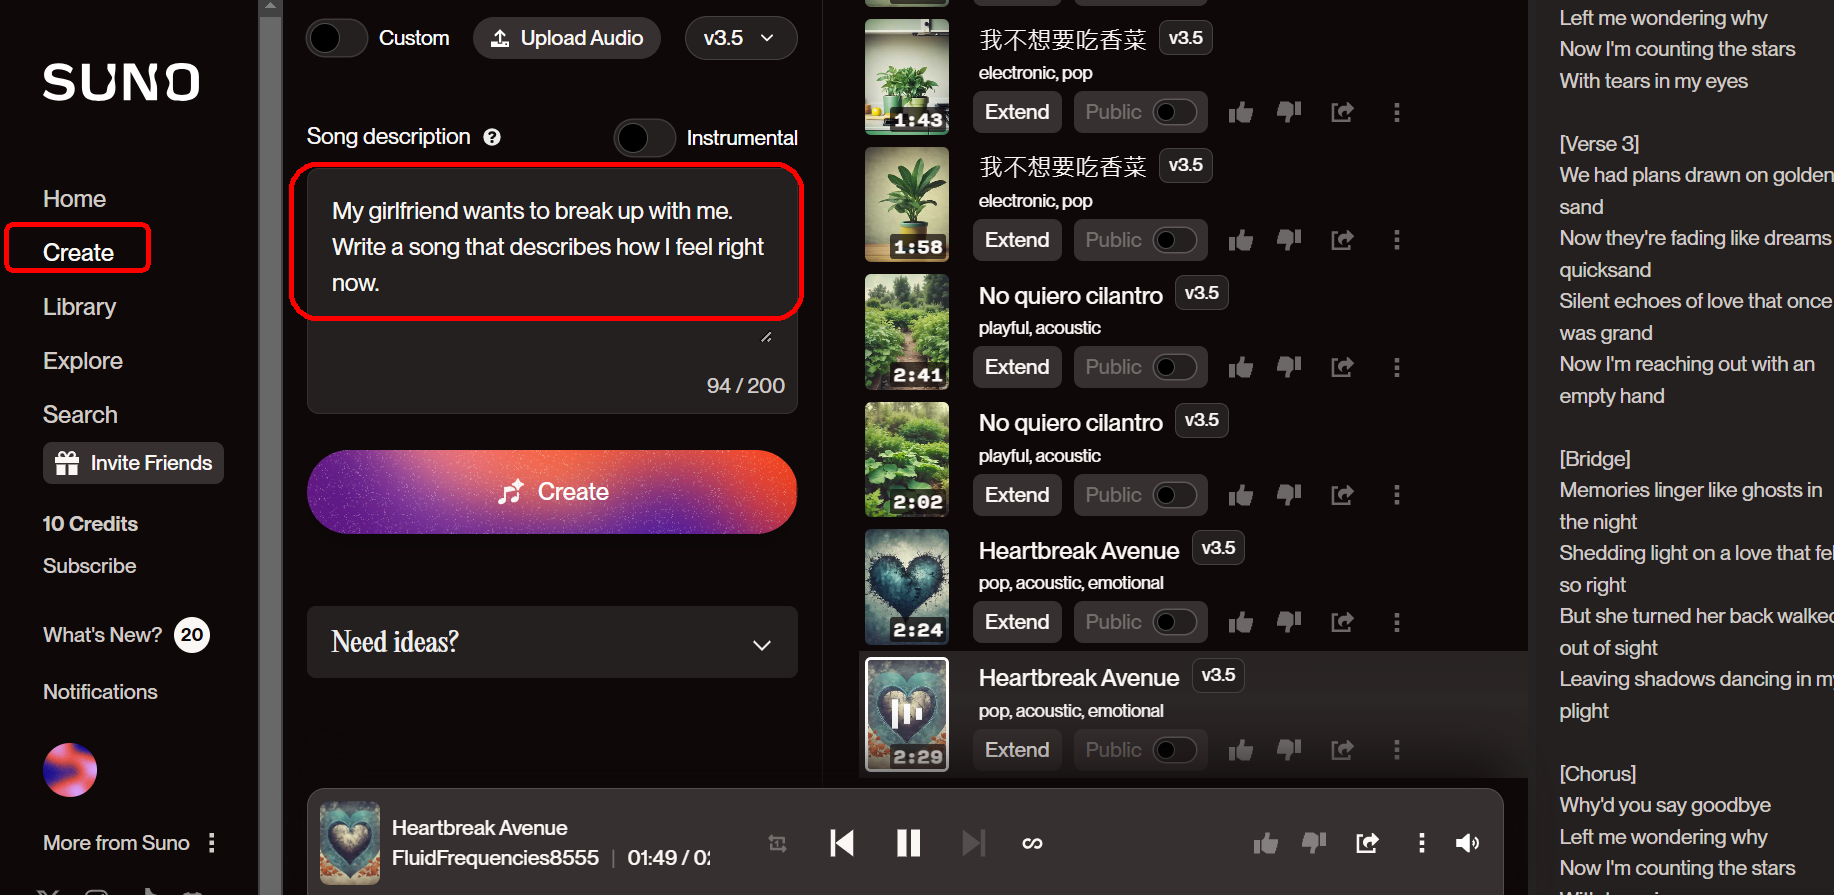 SUNO
Home
Create
Library
Explore
Search
Invite Friends
10 Credits
Subscribe
What's New? 20
Notifications
More from Suno
Custom
Upload Audio
v3.5
Song description ?
Instrumental
My girlfriend wants to break up with me.
Write a song that describes how I feel right
now.
94 / 200
Create
Need ideas?
1:43
我不想要吃香菜 v3.5
electronic, pop
Extend Public
1:58
我不想要吃香菜 v3.5
electronic, pop
Extend Public
2:41
No quiero cilantro v3.5
playful, acoustic
Extend Public
2:02
No quiero cilantro v3.5
playful, acoustic
Extend Public
2:24
Heartbreak Avenue v3.5
pop, acoustic, emotional
Extend Public
2:29
Heartbreak Avenue v3.5
pop, acoustic, emotional
Extend Public
Heartbreak Avenue
FluidFrequencies8555 | 01:49 / 02:
Left me wondering why
Now I'm counting the stars
With tears in my eyes
[Verse 3]
We had plans drawn on golden
sand
Now they're fading like dreams
quicksand
Silent echoes of love that once
was grand
Now I'm reaching out with an
empty hand
[Bridge]
Memories linger like ghosts in
the night
Shedding light on a love that
so right
But she turned her back walked
out of sight
Leaving shadows dancing in
plight
[Chorus]
Why'd you say goodbye
Left me wondering why
Now I'm counting the stars